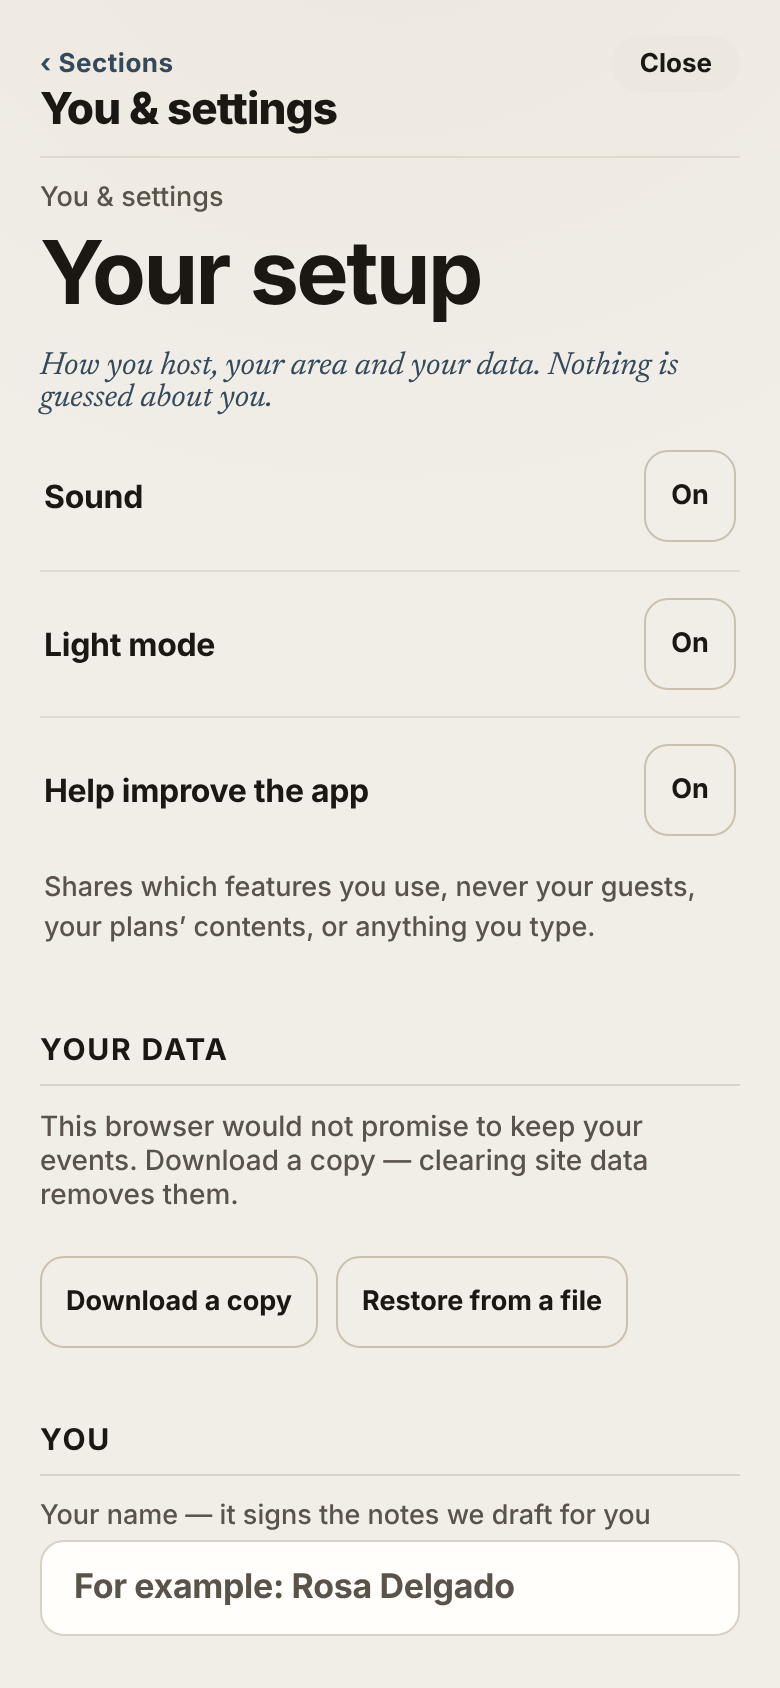 ‹ Sections
Close
You & settings
You & settings
Your setup
How you host, your area and your data. Nothing is
guessed about you.
Sound
On
Light mode
On
Help improve the app
On
Shares which features you use, never your guests,
your plans’ contents, or anything you type.
YOUR DATA
This browser would not promise to keep your
events. Download a copy — clearing site data
removes them.
Download a copy
Restore from a file
YOU
Your name — it signs the notes we draft for you
For example: Rosa Delgado